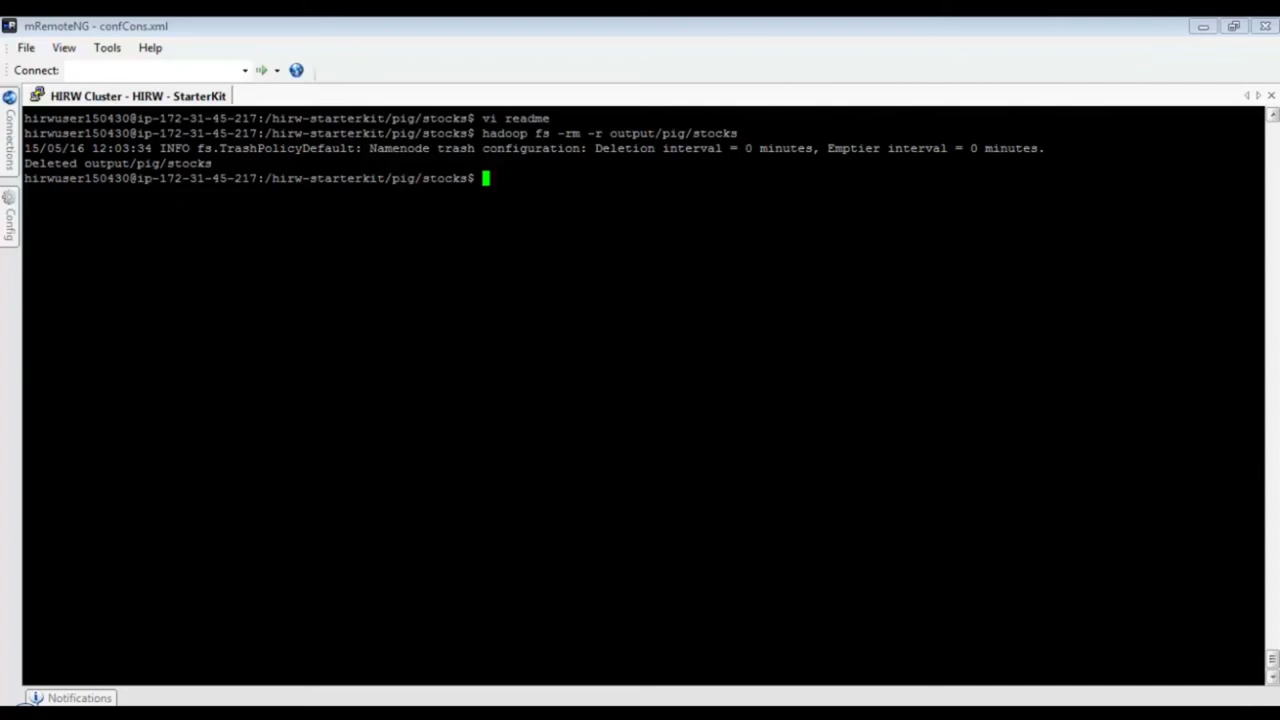 mRemoteNG - confCons.xml
File View Tools Help
Connect:
HIRW Cluster - HIRW - StarterKit
Connections
Config
hirwuser150430@ip-172-31-45-217:/hirw-starterkit/pig/stocks$ vi readme
hirwuser150430@ip-172-31-45-217:/hirw-starterkit/pig/stocks$ hadoop fs -rm -r output/pig/stocks
15/05/16 12:03:34 INFO fs.TrashPolicyDefault: Namenode trash configuration: Deletion interval = 0 minutes, Emptier interval = 0 minutes.
Deleted output/pig/stocks
hirwuser150430@ip-172-31-45-217:/hirw-starterkit/pig/stocks$
Notifications